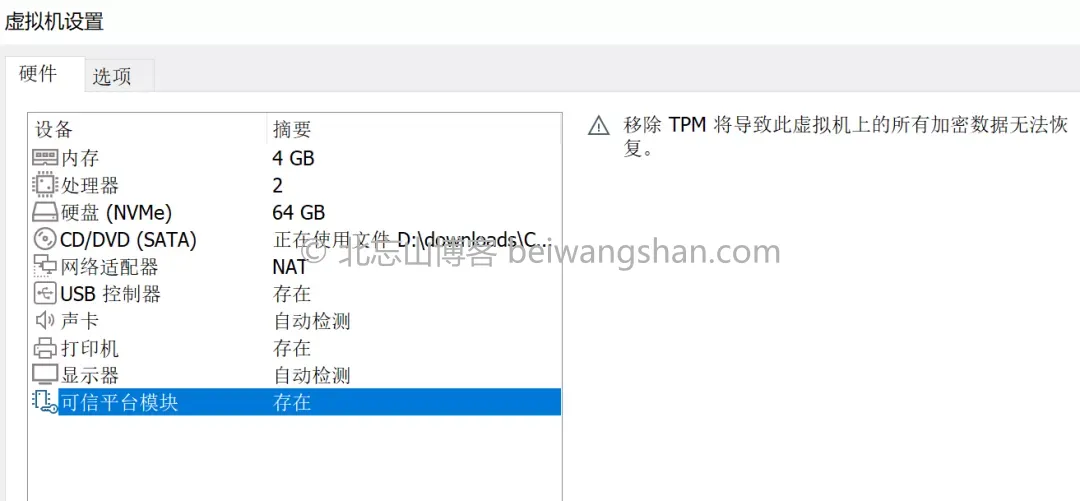 虚拟机设置
硬件 选项
设备 摘要
内存 4 GB
处理器 2
硬盘 (NVMe) 64 GB
CD/DVD (SATA) 正在使用文件 D:\downloads\C...
网络适配器 NAT
USB 控制器 存在
声卡 自动检测
打印机 存在
显示器 自动检测
可信平台模块 存在
移除 TPM 将导致此虚拟机上的所有加密数据无法恢
复。
© 北忘山博客 beiwangshan.com